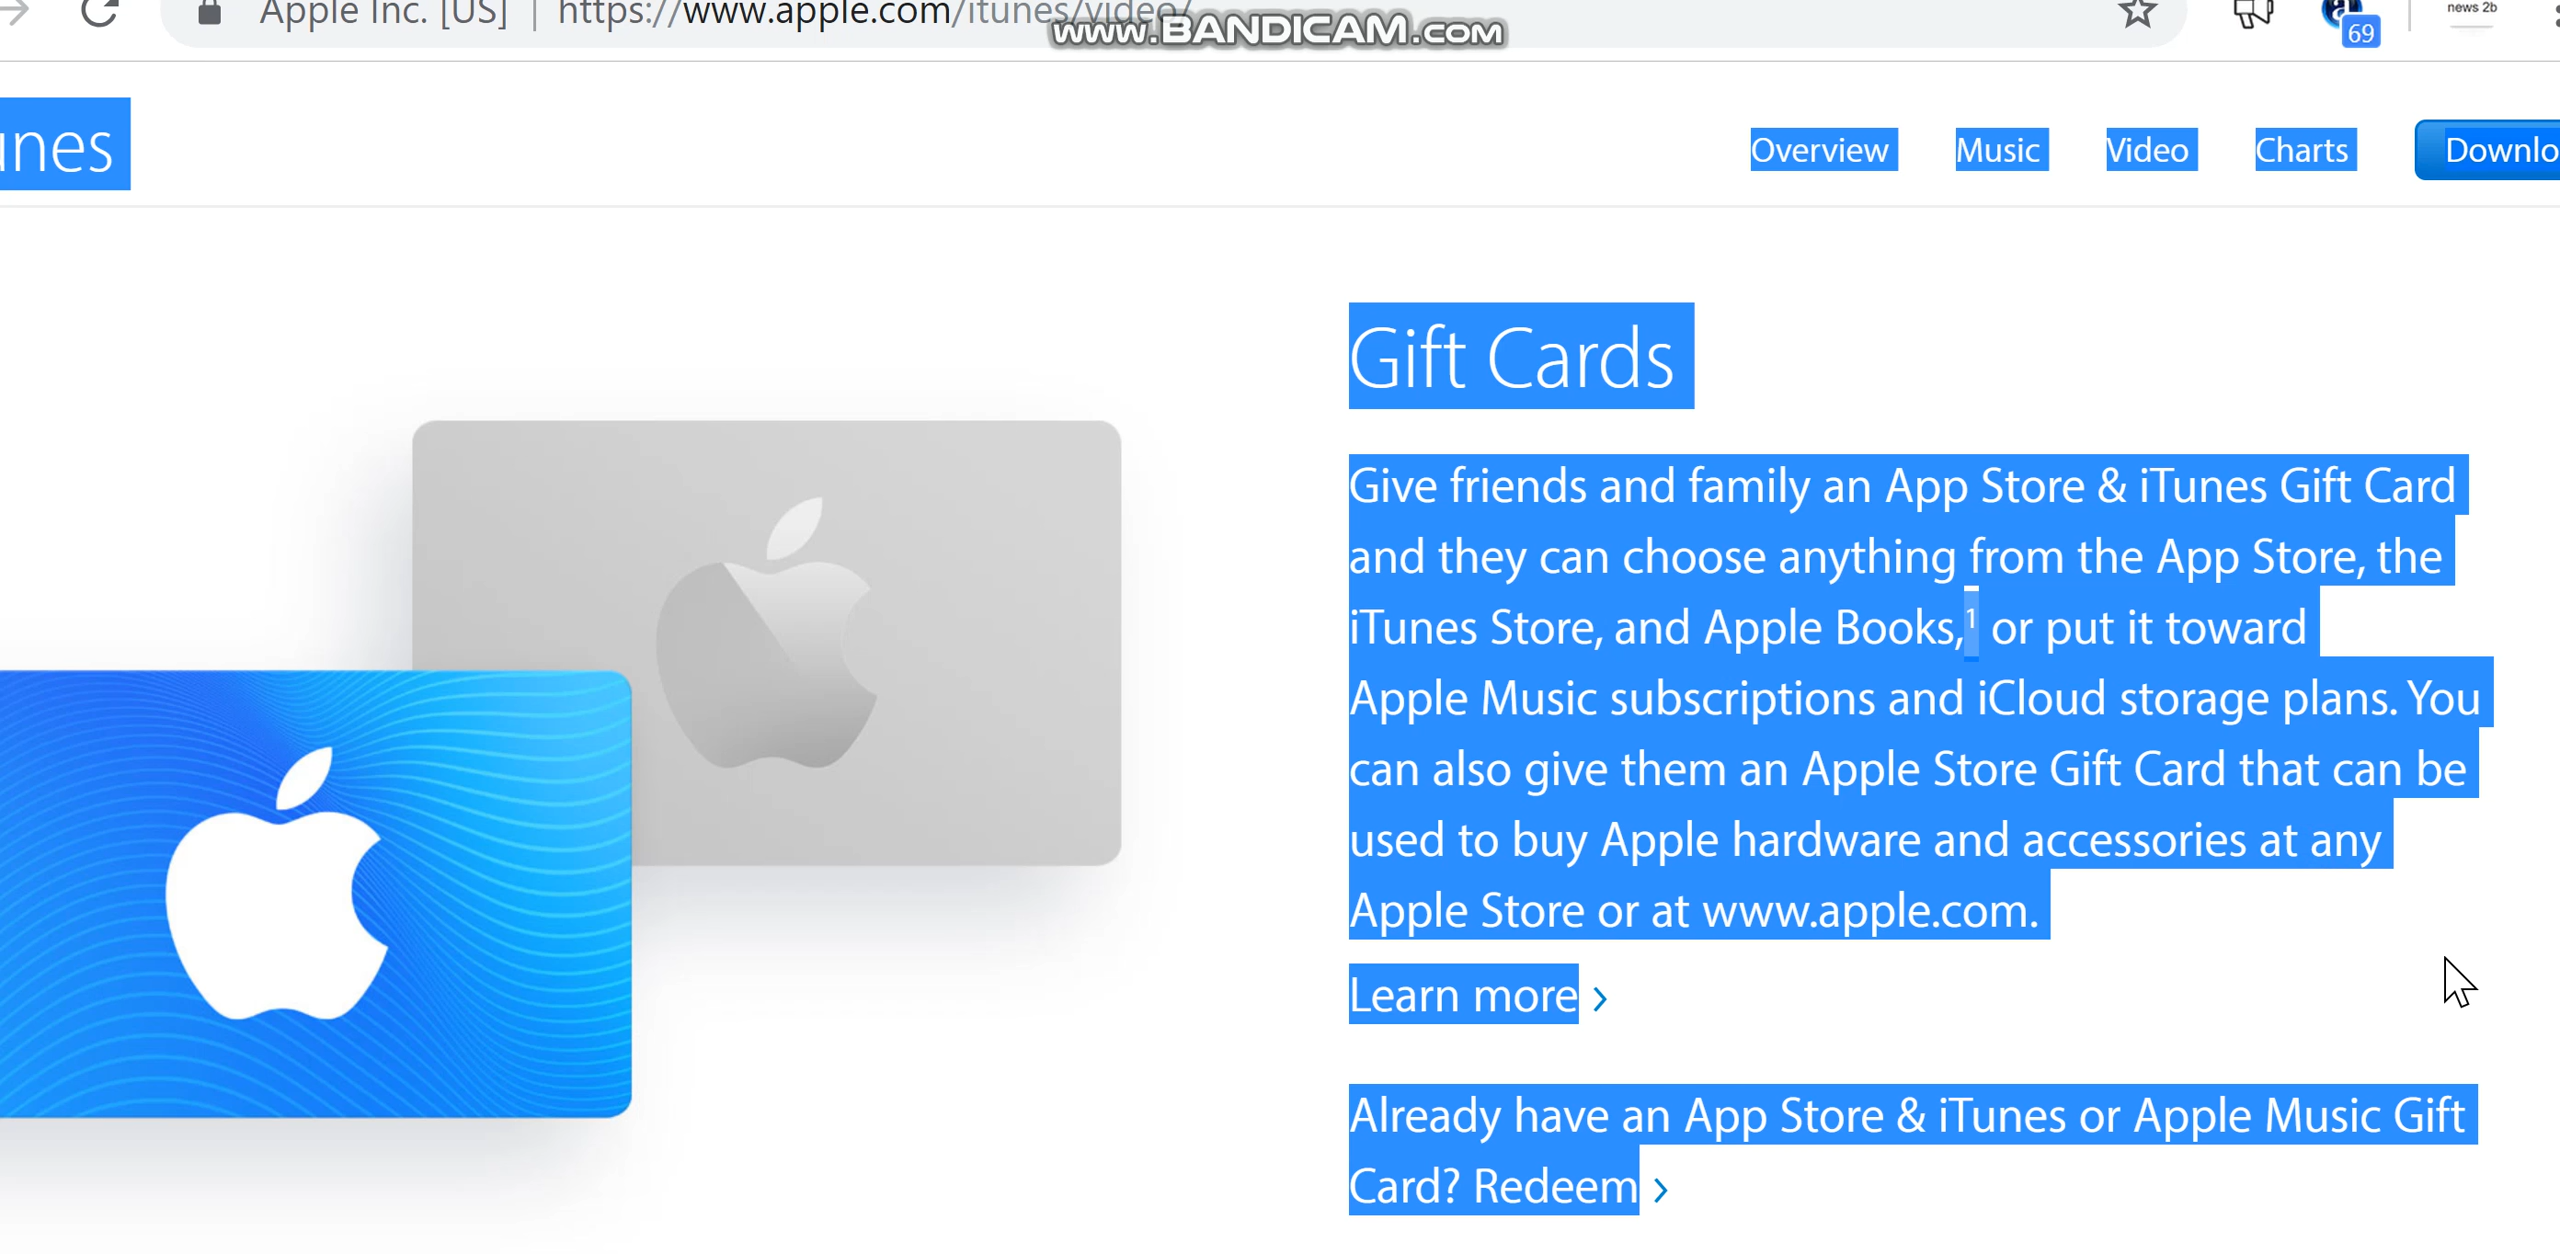 Apple Inc. [US] | https://www.apple.com/itunes/video/
www.BANDICAM.com
69
news 2b
unes
Overview Music Video Charts Downlo
Gift Cards
Give friends and family an App Store & iTunes Gift Card
and they can choose anything from the App Store, the
iTunes Store, and Apple Books,¹ or put it toward
Apple Music subscriptions and iCloud storage plans. You
can also give them an Apple Store Gift Card that can be
used to buy Apple hardware and accessories at any
Apple Store or at www.apple.com.
Learn more >
Already have an App Store & iTunes or Apple Music Gift
Card? Redeem >